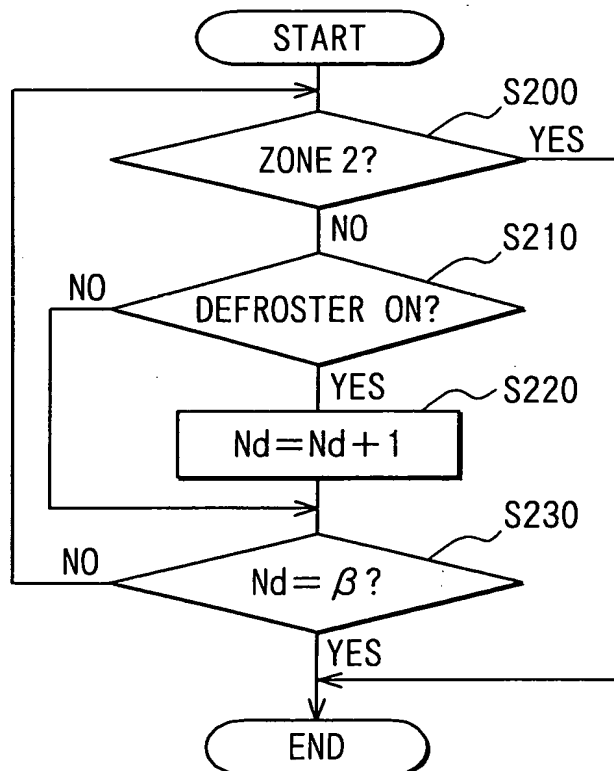 START
S200
ZONE 2?
YES
NO
S210
NO
DEFROSTER ON?
YES
S220
Nd=Nd+1
S230
NO
Nd=β?
YES
END